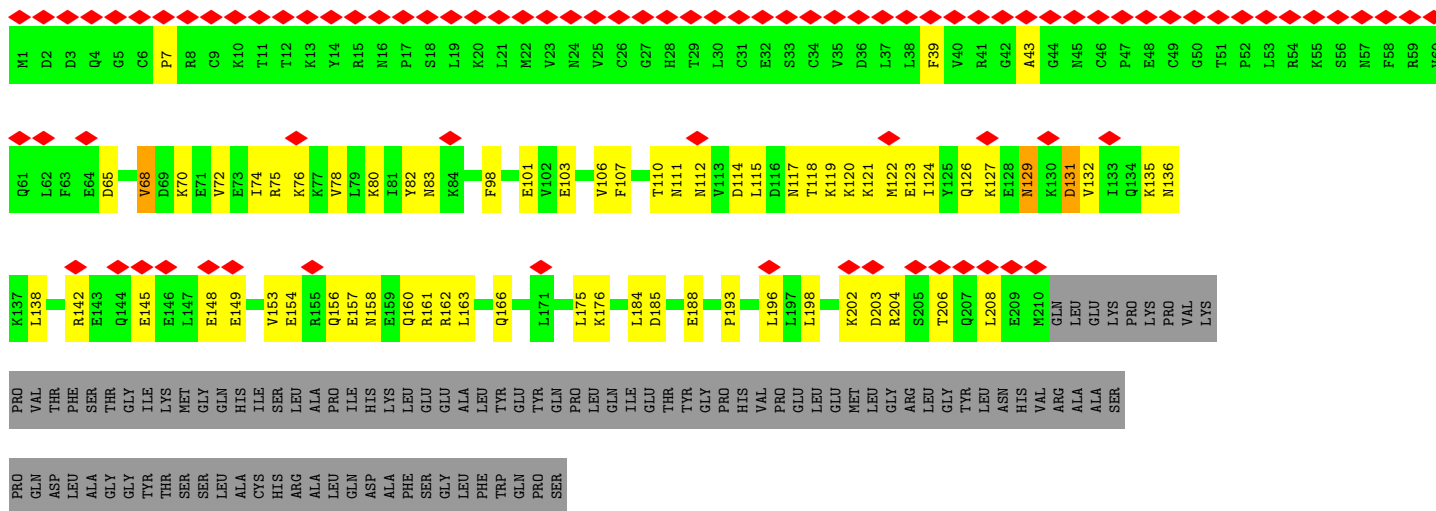 M1 D2 D3 Q4 G5 C6 P7 R8 C9 K10 T11 T12 K13 Y14 R15 N16 P17 S18 L19 K20 L21 M22 V23 N24 V25 C26 G27 H28 T29 L30 C31 E32 S33 C34 V35 D36 L37 L38 F39 V40 R41 G42 A43 G44 N45 C46 P47 E48 C49 G50 T51 P52 L53 R54 K55 S56 N57 F58 R59
Q61 L62 F63 E64 D65 V68 D69 K70 E71 V72 E73 I74 R75 K76 K77 V78 L79 K80 I81 Y82 N83 K84 F98 E101 V102 E103 V106 F107 T110 N111 N112 V113 D114 L115 D116 N117 T118 K119 K120 K121 M122 E123 I124 Y125 Q126 K127 E128 N129 K130 D131 V132 I133 Q134 K135 N136
K137 L138 R142 E143 Q144 E145 E146 L147 E148 E149 V153 E154 R155 Q156 E157 N158 E159 Q160 R161 R162 L163 Q166 L171 L175 K176 L184 D185 E188 P193 L196 L197 L198 K202 D203 R204 S205 T206 Q207 L208 E209 M210 GLN LEU GLU LYS PRO LYS PRO VAL LYS
PRO VAL THR PHE SER THR GLY ILE LYS MET GLY GLN HIS ILE SER LEU ALA PRO ILE HIS LYS LEU GLU GLU ALA LEU TYR GLU TYR GLN PRO LEU GLN ILE GLU THR TYR GLY PRO HIS VAL PRO GLU LEU GLU MET LEU GLY ARG LEU GLY TYR LEU ASN HIS VAL ARG ALA ALA SER
PRO GLN ASP LEU ALA GLY GLY TYR THR SER SER LEU ALA CYS HIS ARG ALA LEU GLN ASP ALA PHE SER GLY LEU PHE TRP GLN PRO SER